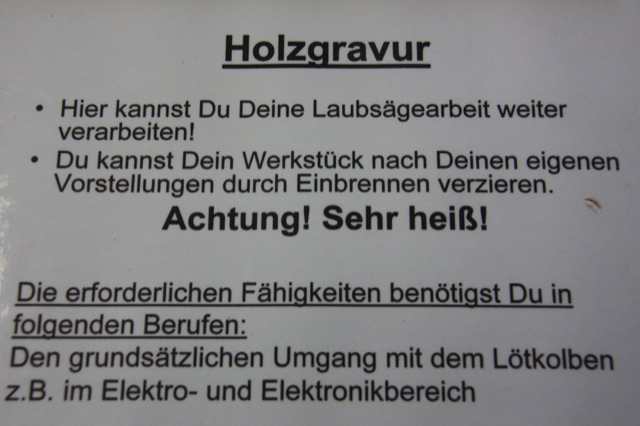 Holzgravur
• Hier kannst Du Deine Laubsägearbeit weiter
verarbeiten!
• Du kannst Dein Werkstück nach Deinen eigenen
Vorstellungen durch Einbrennen verzieren.
Achtung! Sehr heiß!
Die erforderlichen Fähigkeiten benötigst Du in
folgenden Berufen:
Den grundsätzlichen Umgang mit dem Lötkolben
z.B. im Elektro- und Elektronikbereich